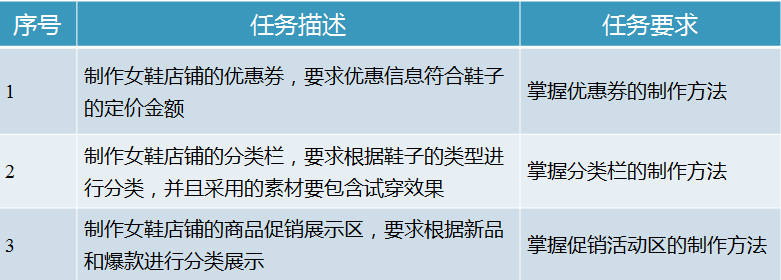 序号 任务描述 任务要求
1 制作女鞋店铺的优惠券，要求优惠信息符合鞋子
的定价金额 掌握优惠券的制作方法
2 制作女鞋店铺的分类栏，要求根据鞋子的类型进
行分类，并且采用的素材要包含试穿效果 掌握分类栏的制作方法
3 制作女鞋店铺的商品促销展示区，要求根据新品
和爆款进行分类展示 掌握促销活动区的制作方法